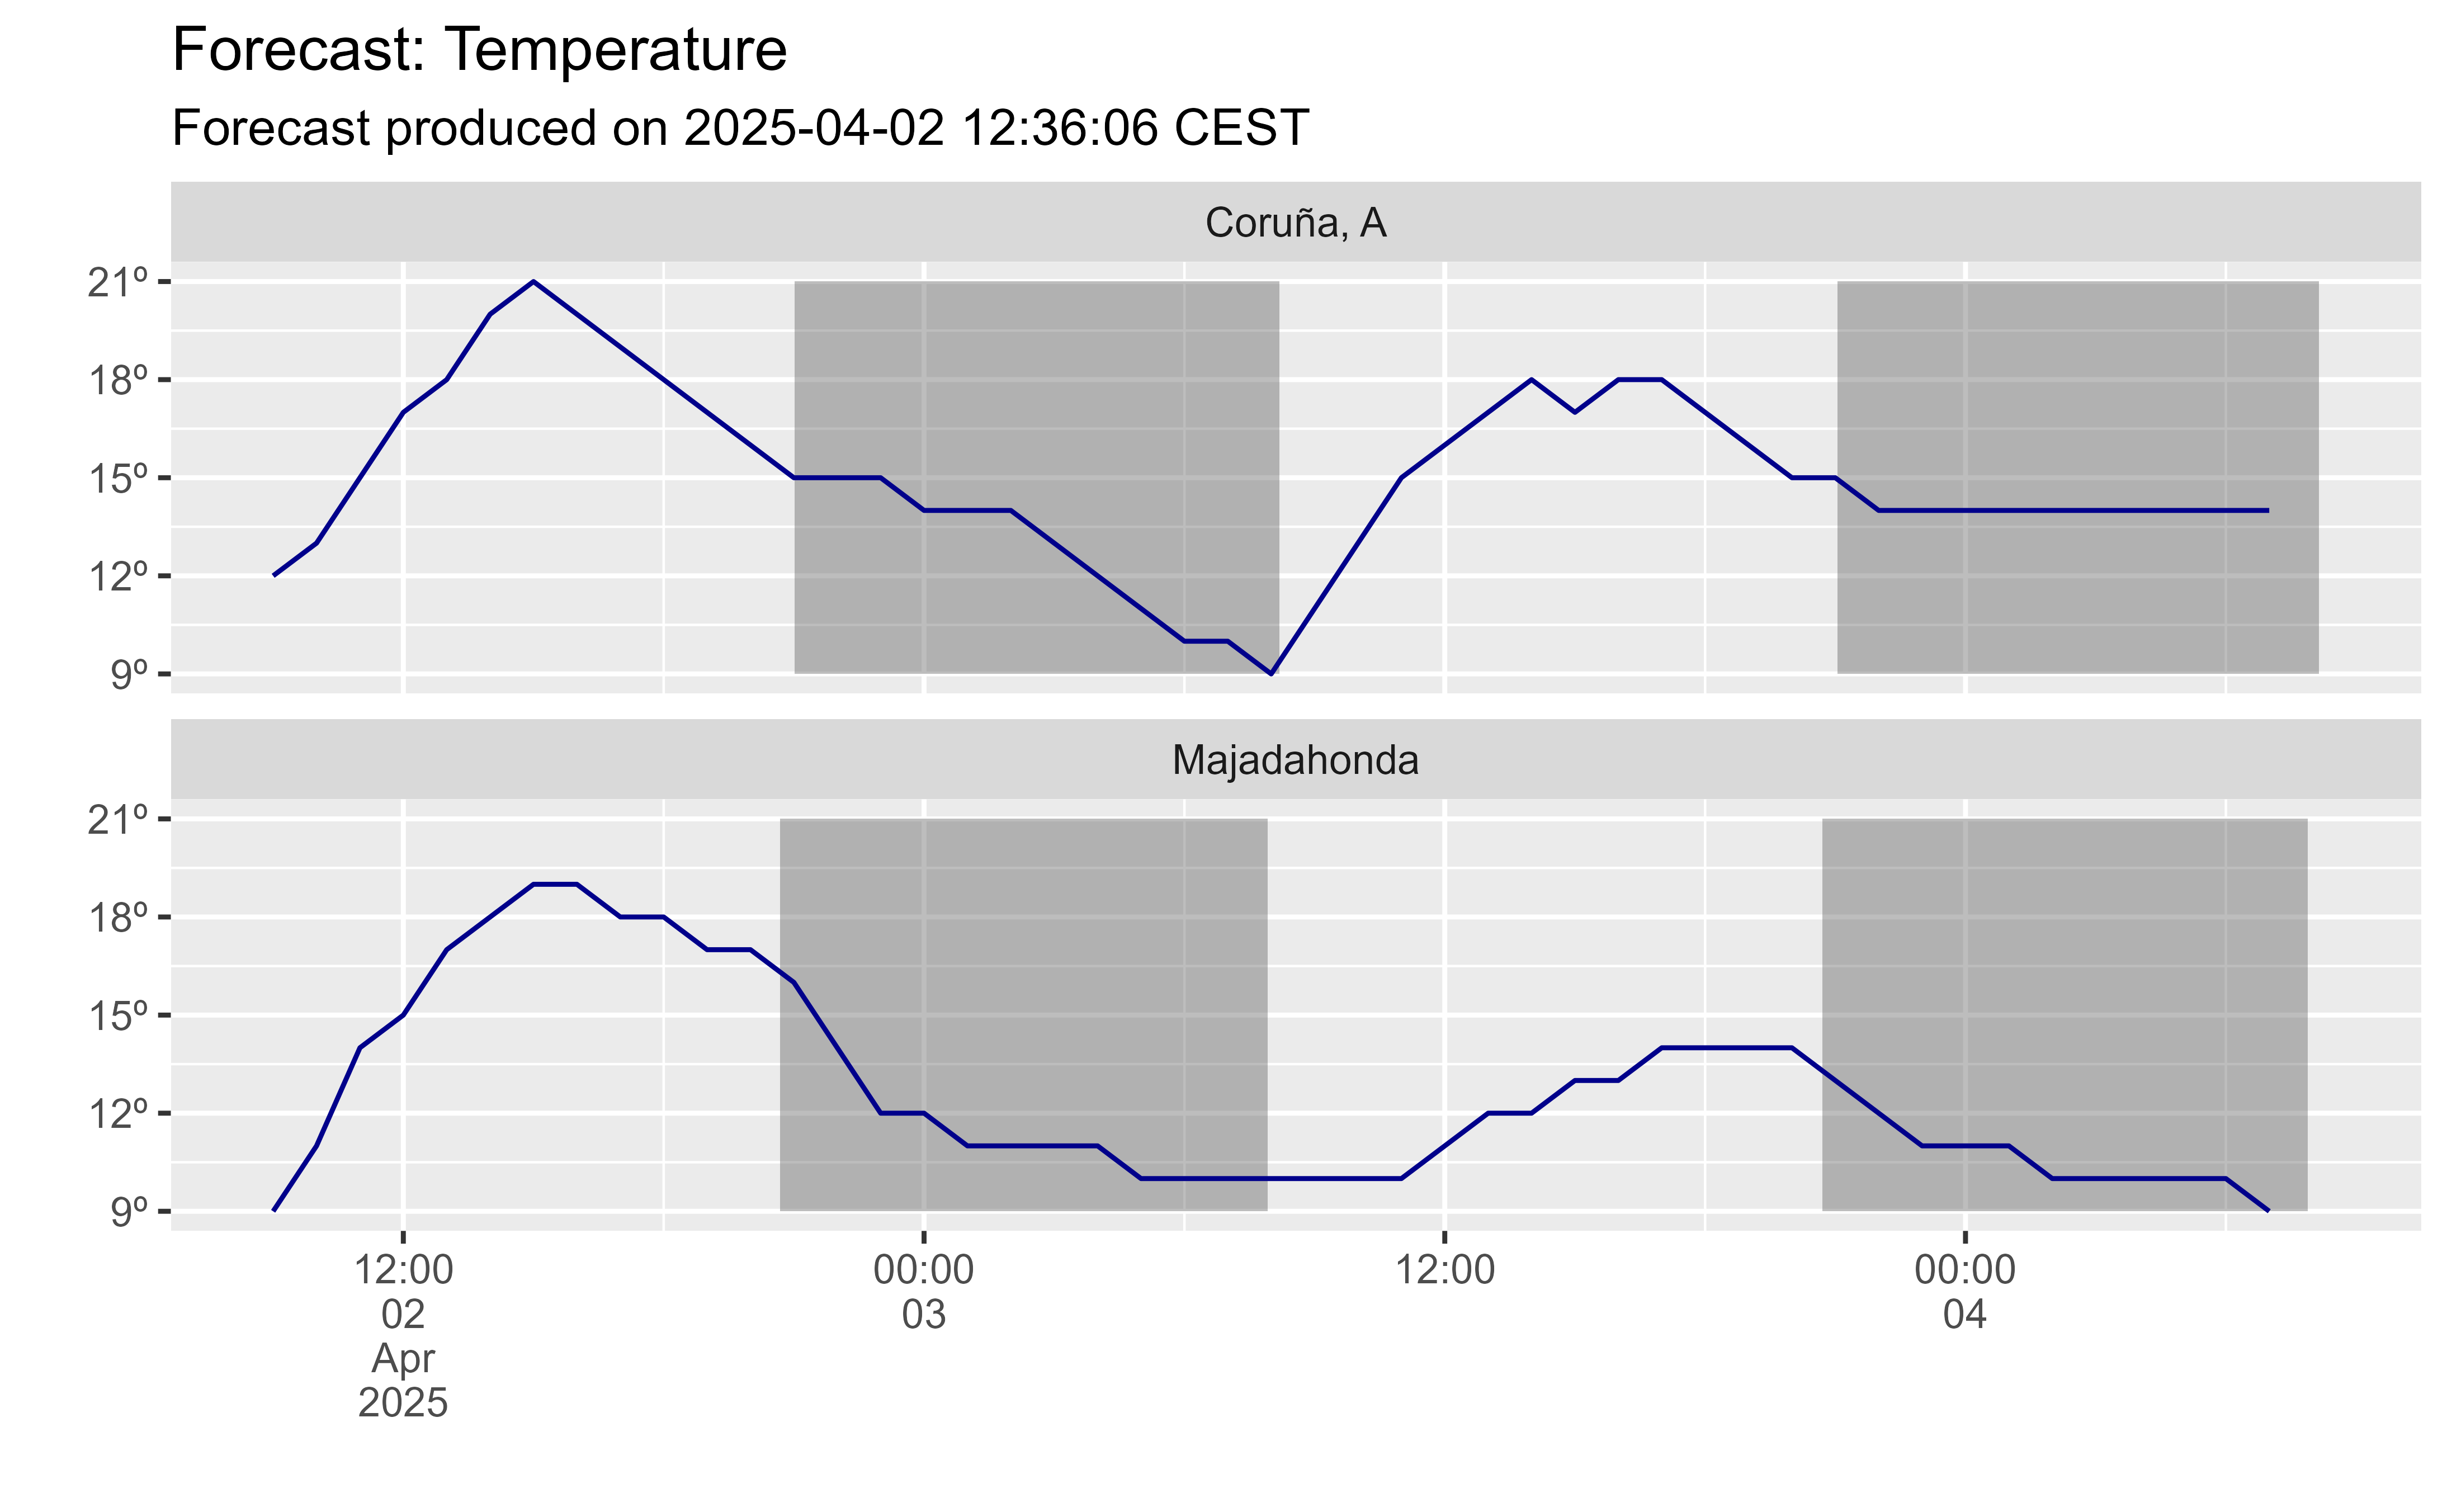 Forecast: Temperature
Forecast produced on 2025-04-02 12:36:06 CEST
Coruña, A
21º
18º
15º
12º
9º
Majadahonda
21º
18º
15º
12º
9º
12:00 00:00 12:00 00:00
02 03 04
Apr
2025